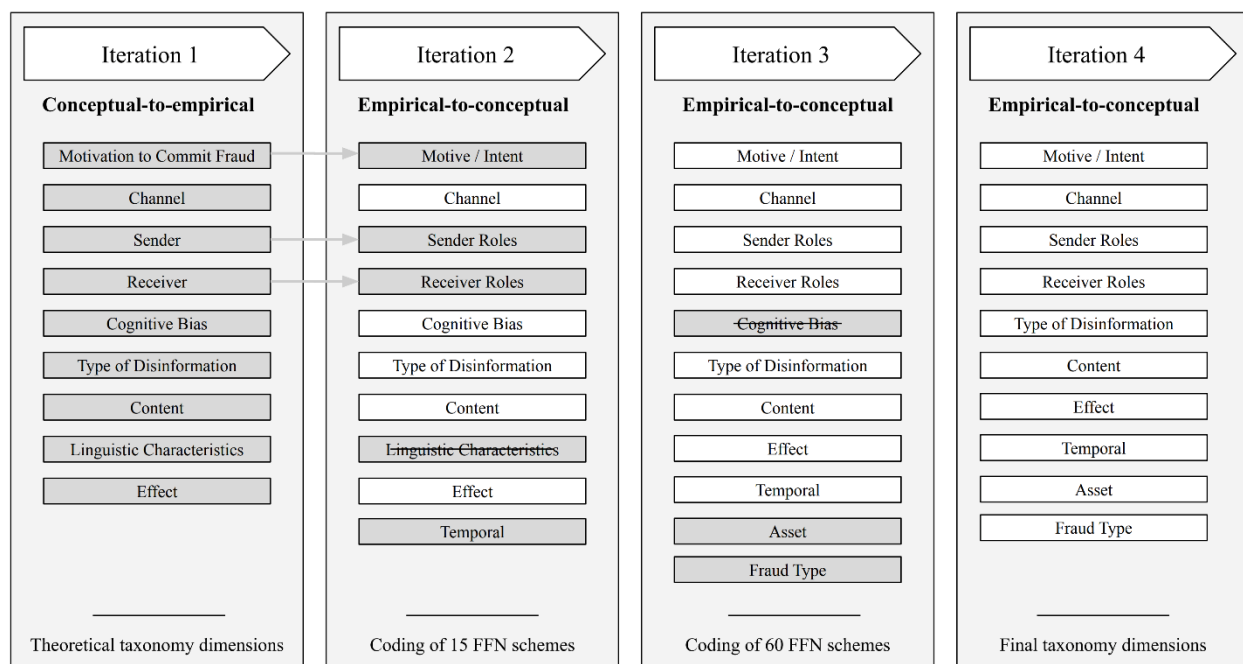 Iteration 1
Conceptual-to-empirical
Motivation to Commit Fraud
Channel
Sender
Receiver
Cognitive Bias
Type of Disinformation
Content
Linguistic Characteristics
Effect
Theoretical taxonomy dimensions
Iteration 2
Empirical-to-conceptual
Motive / Intent
Channel
Sender Roles
Receiver Roles
Cognitive Bias
Type of Disinformation
Content
Linguistic Characteristics
Effect
Temporal
Coding of 15 FFN schemes
Iteration 3
Empirical-to-conceptual
Motive / Intent
Channel
Sender Roles
Receiver Roles
Cognitive Bias
Type of Disinformation
Content
Effect
Temporal
Asset
Fraud Type
Coding of 60 FFN schemes
Iteration 4
Empirical-to-conceptual
Motive / Intent
Channel
Sender Roles
Receiver Roles
Type of Disinformation
Content
Effect
Temporal
Asset
Fraud Type
Final taxonomy dimensions